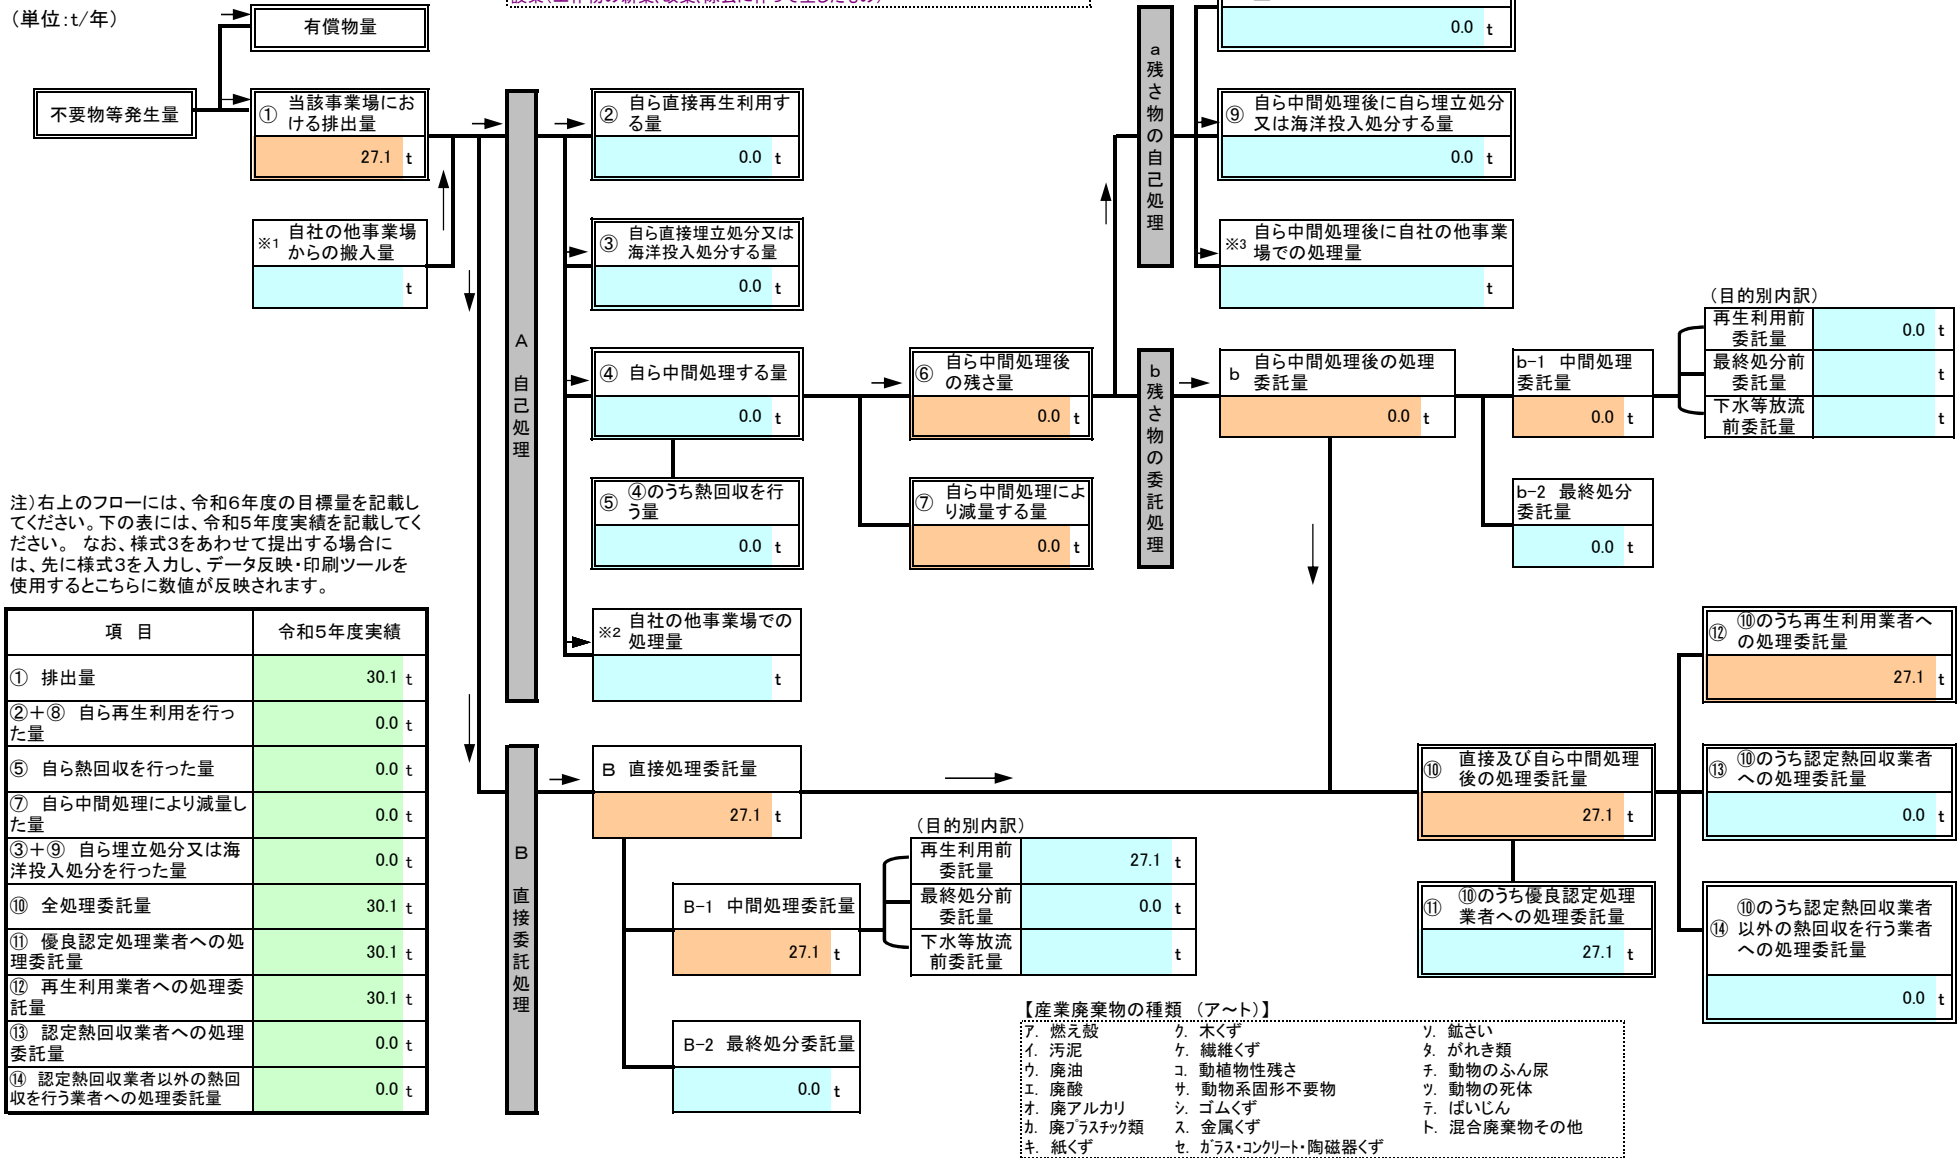 (単位:t/年)
有償物量
0.0 t
不要物等発生量
① 当該事業場にお
ける排出量
27.1 t
※1 自社の他事業場
からの搬入量
t
A 自己処理
② 自ら直接再生利用す
る量
0.0 t
③ 自ら直接埋立処分又は
海洋投入処分する量
0.0 t
④ 自ら中間処理する量
0.0 t
⑤ ④のうち熱回収を行
う量
0.0 t
※2 自社の他事業場での
処理量
t
⑥ 自ら中間処理後
の残さ量
0.0 t
⑦ 自ら中間処理によ
り減量する量
0.0 t
a 残さ物の自己処理
⑨ 自ら中間処理後に自ら埋立処分
又は海洋投入処分する量
0.0 t
※3 自ら中間処理後に自社の他事業
場での処理量
t
b 残さ物の委託処理
b 自ら中間処理後の処理
委託量
0.0 t
b-1 中間処理
委託量
0.0 t
b-2 最終処分
委託量
0.0 t
(目的別内訳)
再生利用前
委託量 0.0 t
最終処分前
委託量 t
下水等放流
前委託量 t
注)右上のフローには、令和6年度の目標量を記載し
てください。下の表には、令和5年度実績を記載してく
ださい。 なお、様式3をあわせて提出する場合に
は、先に様式3を入力し、データ反映・印刷ツールを
使用するとこちらに数値が反映されます。
項 目 令和5年度実績
① 排出量 30.1 t
②+⑧ 自ら再生利用を行っ
た量 0.0 t
⑤ 自ら熱回収を行った量 0.0 t
⑦ 自ら中間処理により減量し
た量 0.0 t
③+⑨ 自ら埋立処分又は海
洋投入処分を行った量 0.0 t
⑩ 全処理委託量 30.1 t
⑪ 優良認定処理業者への処
理委託量 30.1 t
⑫ 再生利用業者への処理委
託量 30.1 t
⑬ 認定熱回収業者への処理
委託量 0.0 t
⑭ 認定熱回収業者以外の熱回
収を行う業者への処理委託量 0.0 t
B 直接委託処理
B 直接処理委託量
27.1 t
B-1 中間処理委託量
27.1 t
B-2 最終処分委託量
0.0 t
(目的別内訳)
再生利用前
委託量 27.1 t
最終処分前
委託量 0.0 t
下水等放流
前委託量 t
⑩ 直接及び自ら中間処理
後の処理委託量
27.1 t
⑪ ⑩のうち優良認定処理
業者への処理委託量
27.1 t
⑫ ⑩のうち再生利用業者へ
の処理委託量
27.1 t
⑬ ⑩のうち認定熱回収業者
への処理委託量
0.0 t
⑭ ⑩のうち認定熱回収業者
以外の熱回収を行う業者
への処理委託量
0.0 t
【産業廃棄物の種類 (ア~ト)】
ア. 燃え殻 ク. 木くず ソ. 鉱さい
イ. 汚泥 ケ. 繊維くず タ. がれき類
ウ. 廃油 コ. 動植物性残さ チ. 動物のふん尿
エ. 廃酸 サ. 動物系固形不要物 ツ. 動物の死体
オ. 廃アルカリ シ. ゴムくず テ. ばいじん
カ. 廃プラスチック類 ス. 金属くず ト. 混合廃棄物その他
キ. 紙くず セ. ガラス・コンクリート・陶磁器くず